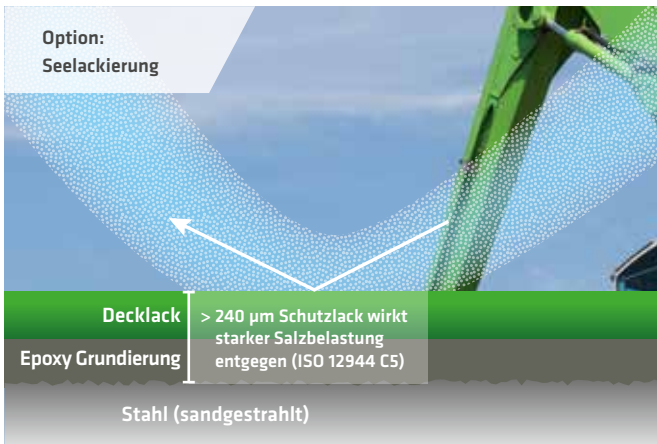 Option:
Seelackierung
Decklack
> 240 µm Schutzlack wirkt
starker Salzbelastung
entgegen (ISO 12944 C5)
Epoxy Grundierung
Stahl (sandgestrahlt)